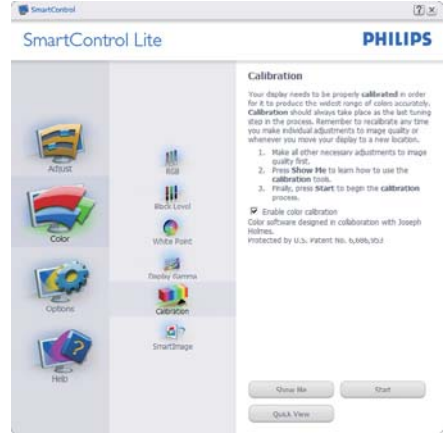 SmartControl
SmartControl Lite
PHILIPS
Adjust
Color
Options
Help
RGB
Black Level
White Point
Display Gamma
Calibration
SmartImage
Calibration
Your display needs to be properly calibrated in order
for it to produce the widest range of colors accurately.
Calibration should always take place as the last tuning
step in the process. Remember to recalibrate any time
you make individual adjustments to image quality or
whenever you move your display to a new location.
1. Make all other necessary adjustments to image
quality first.
2. Press Show Me to learn how to use the
calibration tools.
3. Finally, press Start to begin the calibration
process.
Enable color calibration
Color software designed in collaboration with Joseph
Holmes.
Protected by U.S. Patent No. 6,686,953
Show Me
Start
Quick View